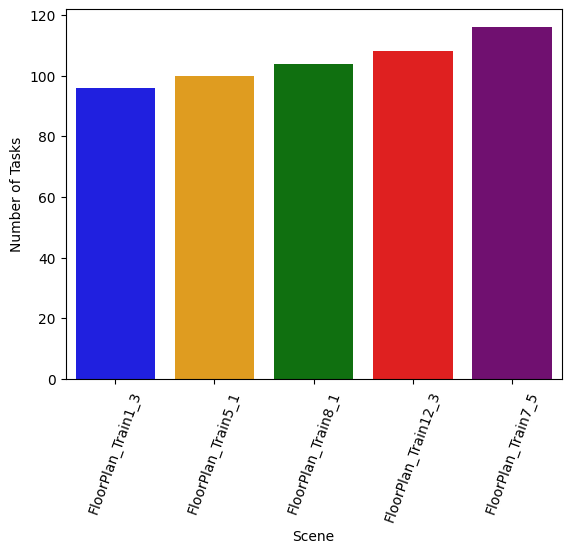 120
100
80
60
40
20
0
Number of Tasks
FloorPlan_Train1_3
FloorPlan_Train5_1
FloorPlan_Train8_1
FloorPlan_Train12_3
FloorPlan_Train7_5
Scene